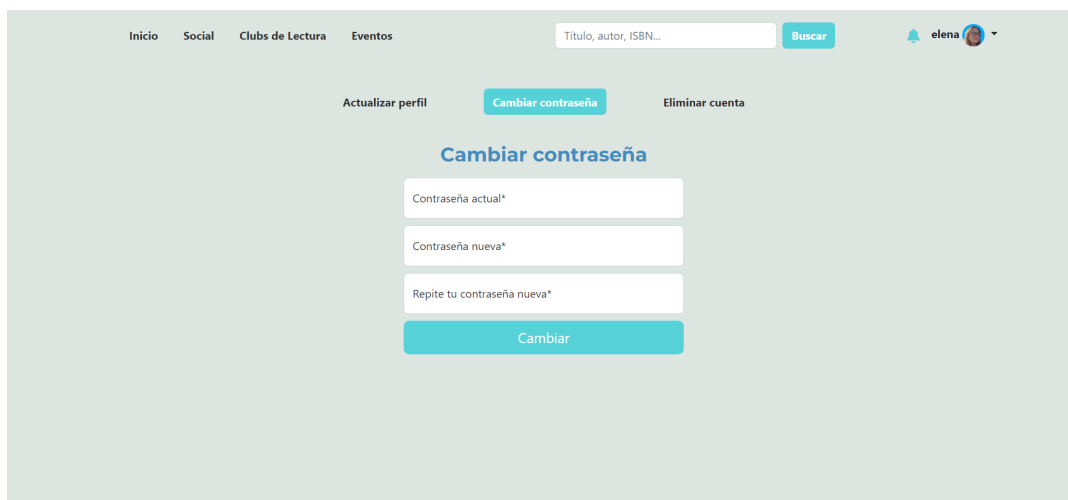 Inicio Social Clubs de Lectura Eventos Título, autor, ISBN... Buscar elena
Actualizar perfil Cambiar contraseña Eliminar cuenta
Cambiar contraseña
Contraseña actual*
Contraseña nueva*
Repite tu contraseña nueva*
Cambiar